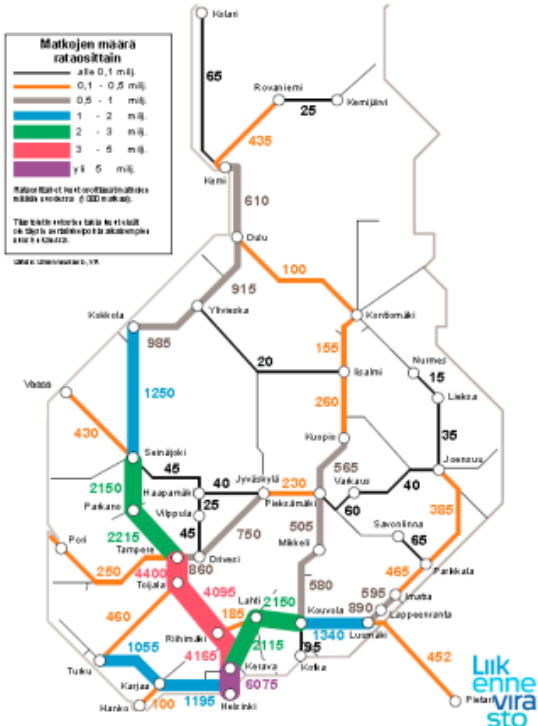 Matkojen määrä
rataosittain
alle 0,1 milj.
0,1 - 0,5 milj.
0,5 - 1 milj.
1 - 2 milj.
2 - 3 milj.
3 - 5 milj.
yli 5 milj.
Kolari
65
Rovaniemi
25
Kemijärvi
435
Kemi
610
Oulu
100
915
Ylivieska
Kokkola
985
Kontiomäki
155
20
Iisalmi
Nurmes
15
Lieksa
1250
Vaasa
260
430
35
Kuopio
Seinäjoki
45
565
Joensuu
2150
40
Jyväskylä
230
Varkaus
40
Haapamäki
Pieksämäki
60
385
Parkano
25
Vilppula
45
750
505
Savonlinna
65
2215
Pori
Tampere
Orivesi
860
Mikkeli
Parikkala
250
4400
Toijala
465
580
4095
Lahti
2150
Kouvola
595
Imatra
890
Lappeenranta
460
185
Riihimäki
2115
1340
Luumäki
1055
4165
95
452
Turku
Kerava
Kotka
Karjaa
6075
Hanko
100
1195
Helsinki
Pietari
Liik
enne
vira
sto